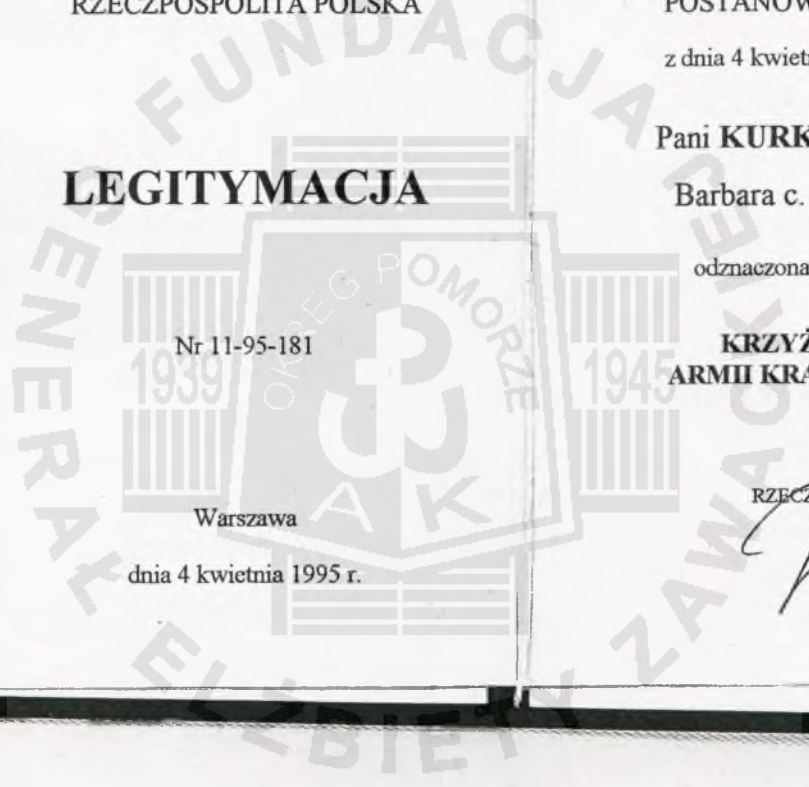 RZECZPOSPOLITA POLSKA
LEGITYMACJA
Nr 11-95-181
Warszawa
dnia 4 kwietnia 1995 r.
POSTANOW
z dnia 4 kwiet
Pani KURK
Barbara c.
odznaczona
KRZYŻ
ARMII KRA
RZECZ
FUNDACJA
GENERAŁ ELŻBIETY ZAWACKIEJ
OKRĘG POMORZE
1939
1945
AK